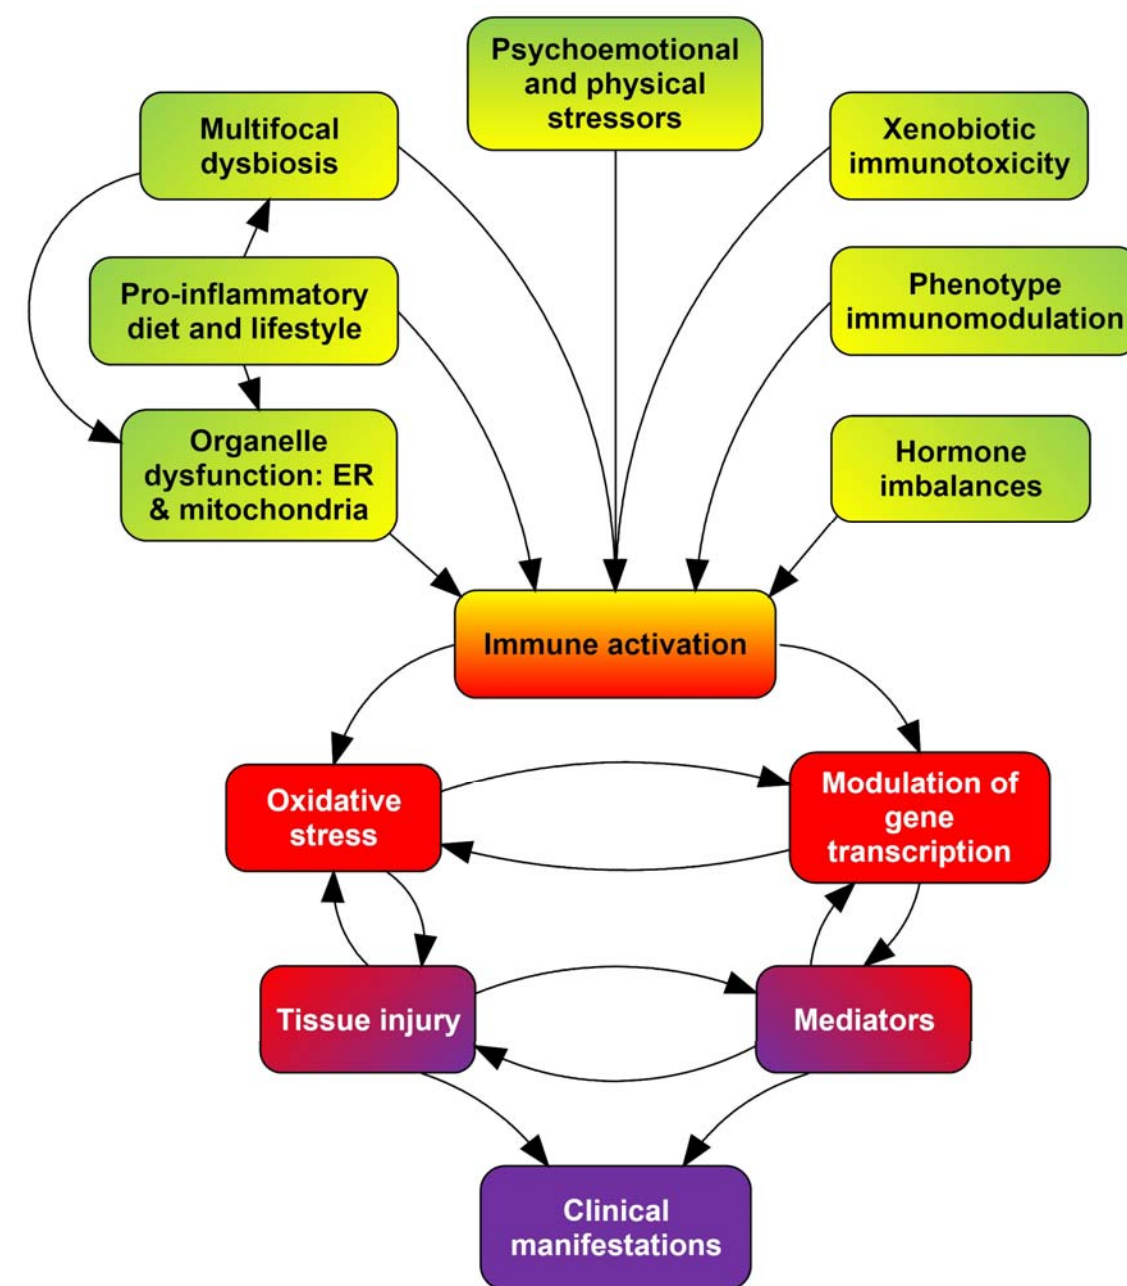 Psychoemotional
and physical
stressors
Multifocal
dysbiosis
Xenobiotic
immunotoxicity
Pro-inflammatory
diet and lifestyle
Phenotype
immunomodulation
Organelle
dysfunction: ER
& mitochondria
Hormone
imbalances
Immune activation
Oxidative
stress
Modulation of
gene
transcription
Tissue injury
Mediators
Clinical
manifestations